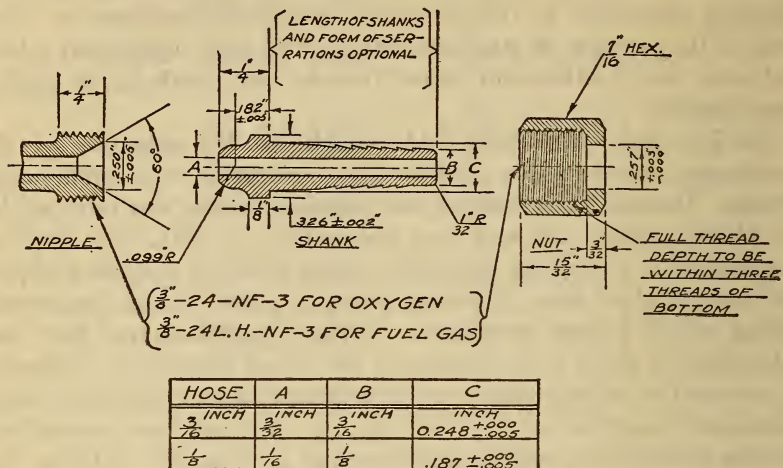 LENGTH OF SHANKS
AND FORM OF SER-
RATIONS OPTIONAL
7/16" HEX.
1/4"
1/4"
.182"
±.005"
.250"
±.005"
60°
A
B
C
.257"
+.005"
-.000
1/8"
.326"±.002"
SHANK
1/32"R
NIPPLE
.099"R
NUT
3/32"
15/32"
FULL THREAD
DEPTH TO BE
WITHIN THREE
THREADS OF
BOTTOM
3/8"-24-NF-3 FOR OXYGEN
3/8"-24 L.H.-NF-3 FOR FUEL GAS
HOSE A B C
3/16 INCH 3/32 INCH 3/16 INCH INCH 0.248 +.000 -.005
1/8 1/16 1/8 .187 +.000 -.005